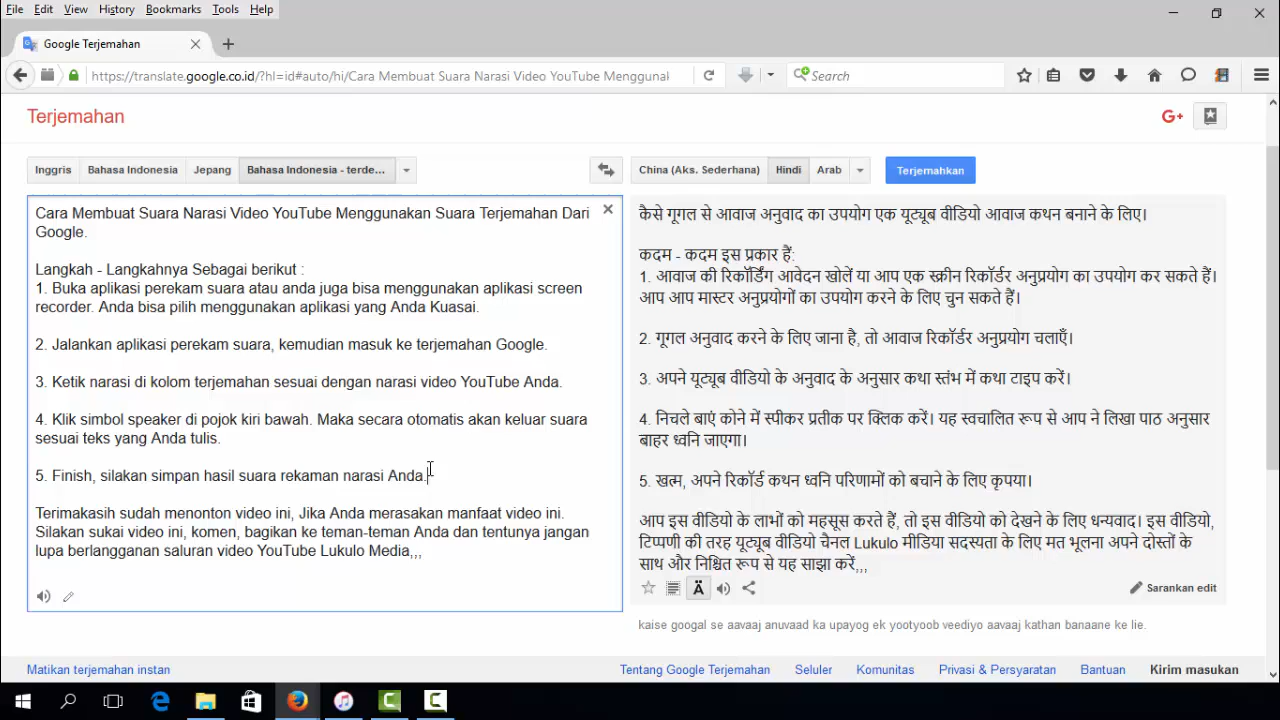 File Edit View History Bookmarks Tools Help
Google Terjemahan
https://translate.google.co.id/?hl=id#auto/hi/Cara Membuat Suara Narasi Video YouTube Menggunal
Search
Terjemahan
G+
Inggris Bahasa Indonesia Jepang Bahasa Indonesia - terde...
China (Aks. Sederhana) Hindi Arab Terjemahkan
Cara Membuat Suara Narasi Video YouTube Menggunakan Suara Terjemahan Dari
Google.
Langkah - Langkahnya Sebagai berikut :
1. Buka aplikasi perekam suara atau anda juga bisa menggunakan aplikasi screen
recorder. Anda bisa pilih menggunakan aplikasi yang Anda Kuasai.
2. Jalankan aplikasi perekam suara, kemudian masuk ke terjemahan Google.
3. Ketik narasi di kolom terjemahan sesuai dengan narasi video YouTube Anda.
4. Klik simbol speaker di pojok kiri bawah. Maka secara otomatis akan keluar suara
sesuai teks yang Anda tulis.
5. Finish, silakan simpan hasil suara rekaman narasi Anda.
Terimakasih sudah menonton video ini, Jika Anda merasakan manfaat video ini.
Silakan sukai video ini, komen, bagikan ke teman-teman Anda dan tentunya jangan
lupa berlangganan saluran video YouTube Lukulo Media,,,
कैसे गूगल से आवाज अनुवाद का उपयोग एक यूट्यूब वीडियो आवाज कथन बनाने के लिए।
कदम - कदम इस प्रकार हैं:
1. आवाज की रिकॉर्डिंग आवेदन खोलें या आप एक स्क्रीन रिकॉर्डर अनुप्रयोग का उपयोग कर सकते हैं।
आप आप मास्टर अनुप्रयोगों का उपयोग करने के लिए चुन सकते हैं।
2. गूगल अनुवाद करने के लिए जाना है, तो आवाज रिकॉर्डर अनुप्रयोग चलाएँ।
3. अपने यूट्यूब वीडियो के अनुवाद के अनुसार कथा स्तंभ में कथा टाइप करें।
4. निचले बाएं कोने में स्पीकर प्रतीक पर क्लिक करें। यह स्वचालित रूप से आप ने लिखा पाठ अनुसार
बाहर ध्वनि जाएगा।
5. खत्म, अपने रिकॉर्ड कथन ध्वनि परिणामों को बचाने के लिए कृपया।
आप इस वीडियो के लाभों को महसूस करते हैं, तो इस वीडियो को देखने के लिए धन्यवाद। इस वीडियो,
टिप्पणी की तरह यूट्यूब वीडियो चैनल Lukulo मीडिया सदस्यता के लिए मत भूलना अपने दोस्तों के
साथ और निश्चित रूप से यह साझा करें,,,
Ä
Sarankan edit
kaise googal se aavaaj anuvaad ka upayog ek yootyoob veediyo aavaaj kathan banaane ke lie.
Matikan terjemahan instan
Tentang Google Terjemahan Seluler Komunitas Privasi & Persyaratan Bantuan Kirim masukan